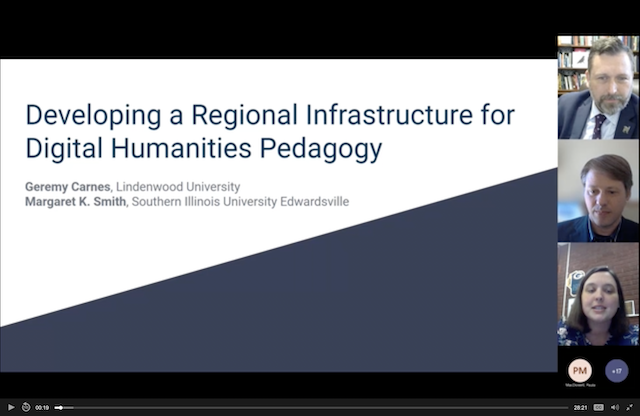 Developing a Regional Infrastructure for
Digital Humanities Pedagogy
Geremy Carnes, Lindenwood University
Margaret K. Smith, Southern Illinois University Edwardsville
PM
+17
00:19
28:21